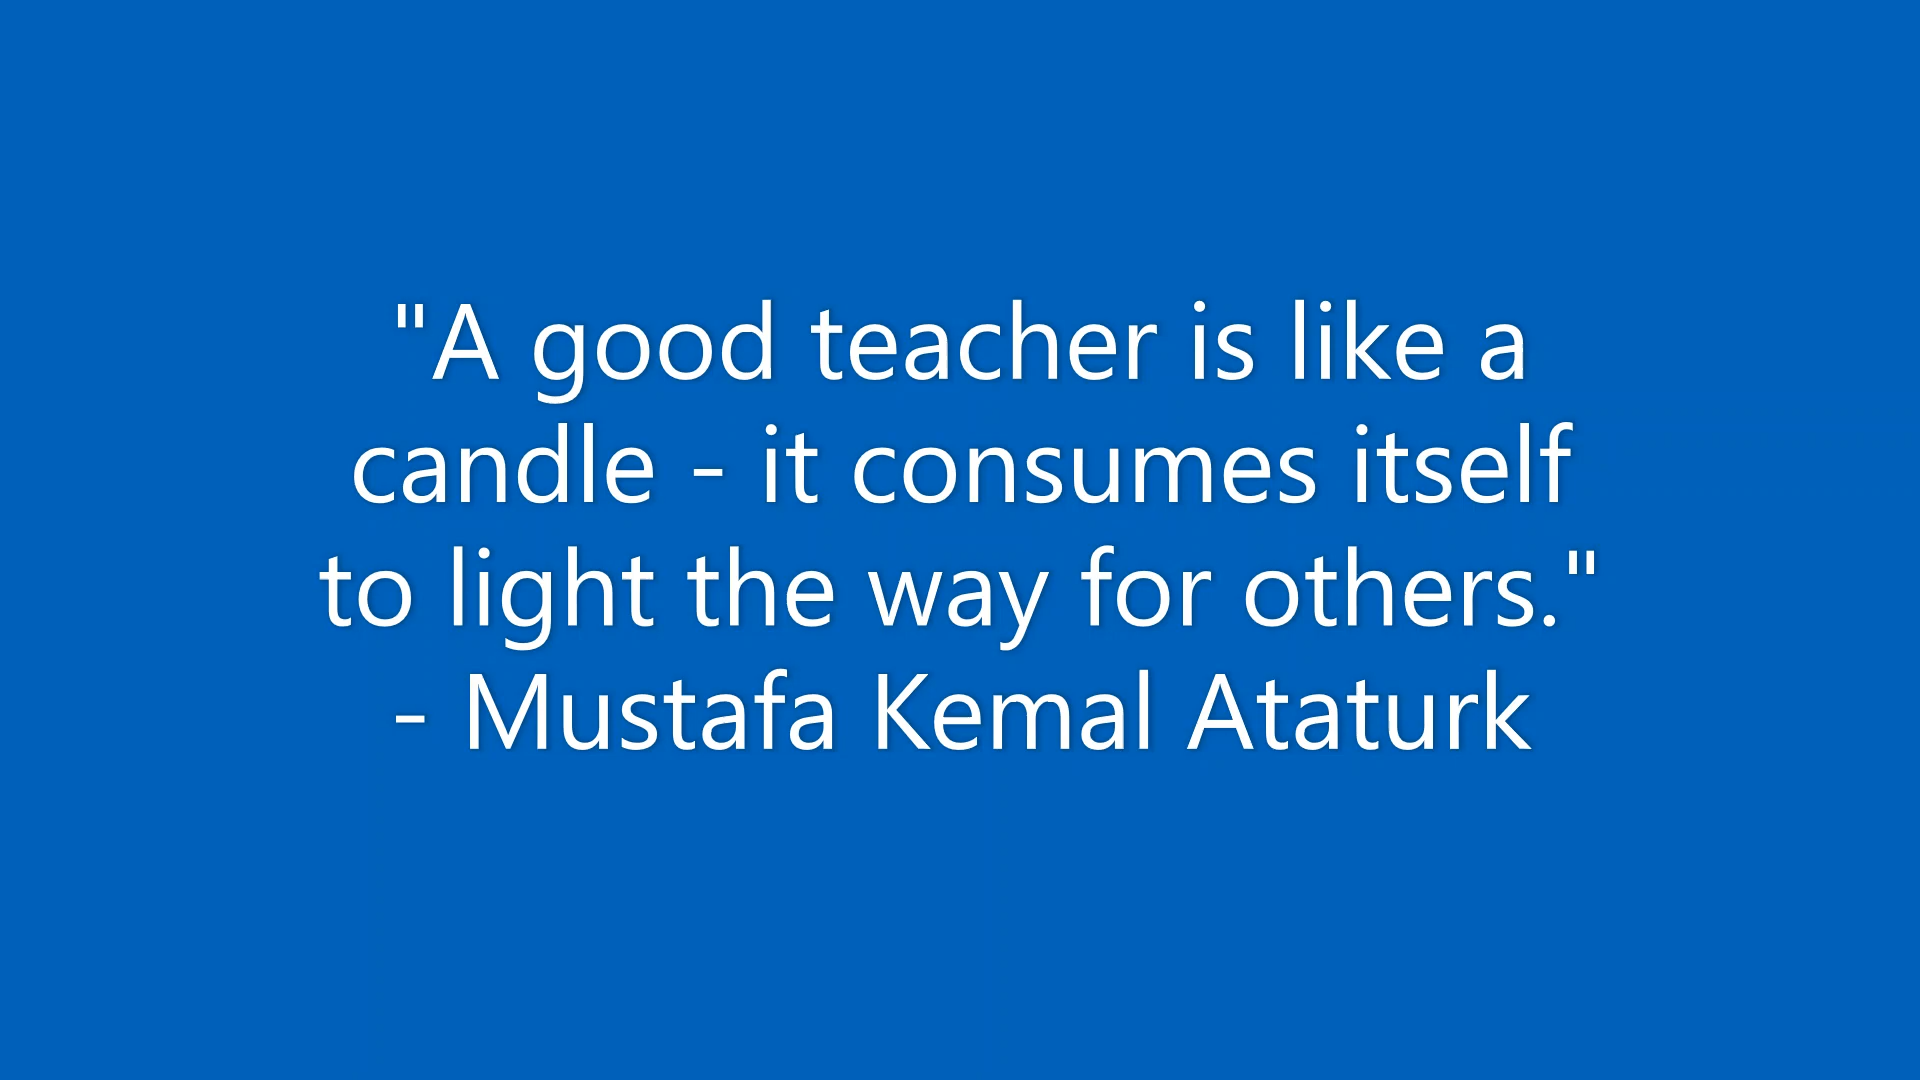 "A good teacher is like a
candle - it consumes itself
to light the way for others."
- Mustafa Kemal Ataturk